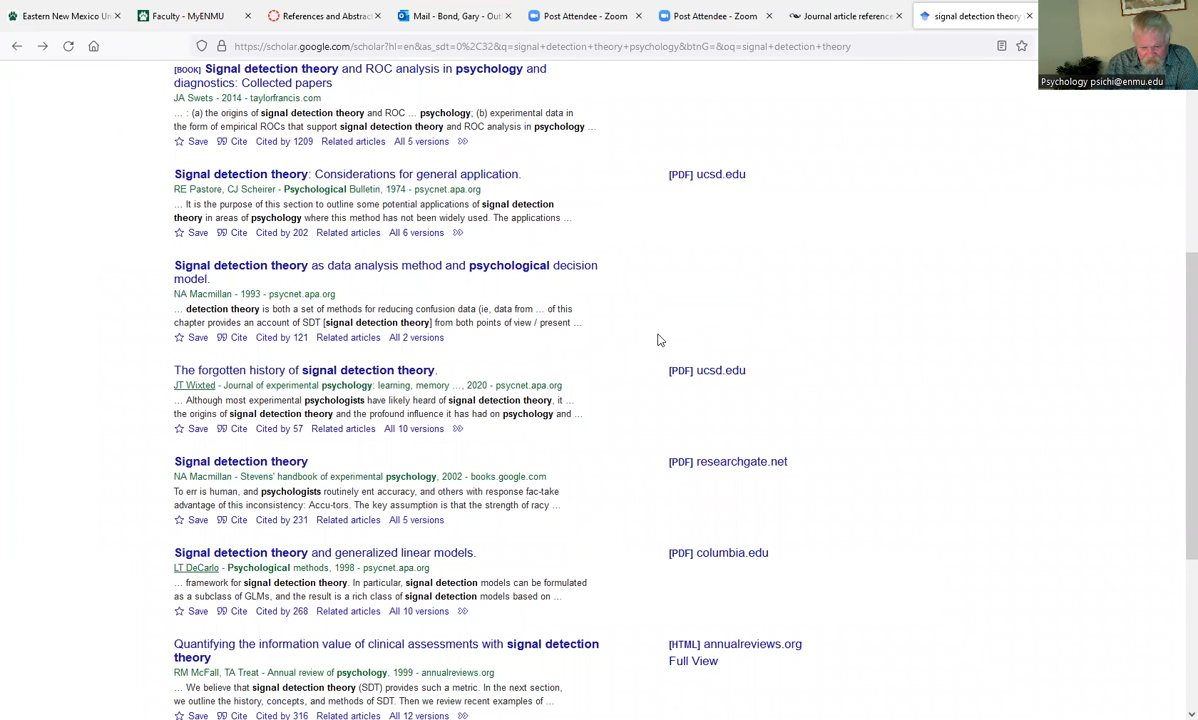 Eastern New Mexico Un
Faculty - MyENMU
References and Abstrac
Mail - Bond, Gary - Ou
Post Attendee - Zoom
Post Attendee - Zoom
Journal article reference
signal detection theory
https://scholar.google.com/scholar?hl=en&as_sdt=0%2C32&q=signal+detection+theory+psychology&btnG=&oq=signal+detection+theory
Psychology psichi@enmu.edu
[BOOK] Signal detection theory and ROC analysis in psychology and
diagnostics: Collected papers
JA Swets - 2014 - taylorfrancis.com
... : (a) the origins of signal detection theory and ROC ... psychology; (b) experimental data in
the form of empirical ROCs that support signal detection theory and ROC analysis in psychology ...
Save Cite Cited by 1209 Related articles All 5 versions
Signal detection theory: Considerations for general application.
[PDF] ucsd.edu
RE Pastore, CJ Scheirer - Psychological Bulletin, 1974 - psycnet.apa.org
... It is the purpose of this section to outline some potential applications of signal detection
theory in areas of psychology where this method has not been widely used. The applications ...
Save Cite Cited by 202 Related articles All 6 versions
Signal detection theory as data analysis method and psychological decision
model.
NA Macmillan - 1993 - psycnet.apa.org
... detection theory is both a set of methods for reducing confusion data (ie, data from ... of this
chapter provides an account of SDT [signal detection theory] from both points of view / present ...
Save Cite Cited by 121 Related articles All 2 versions
The forgotten history of signal detection theory.
[PDF] ucsd.edu
JT Wixted - Journal of experimental psychology: learning, memory ..., 2020 - psycnet.apa.org
... Although most experimental psychologists have likely heard of signal detection theory, it ...
the origins of signal detection theory and the profound influence it has had on psychology and ...
Save Cite Cited by 57 Related articles All 10 versions
Signal detection theory
[PDF] researchgate.net
NA Macmillan - Stevens' handbook of experimental psychology, 2002 - books.google.com
To err is human, and psychologists routinely ent accuracy, and others with response fac-take
advantage of this inconsistency: Accu-tors. The key assumption is that the strength of racy ...
Save Cite Cited by 231 Related articles All 5 versions
Signal detection theory and generalized linear models.
[PDF] columbia.edu
LT DeCarlo - Psychological methods, 1998 - psycnet.apa.org
... framework for signal detection theory. In particular, signal detection models can be formulated
as a subclass of GLMs, and the result is a rich class of signal detection models based on ...
Save Cite Cited by 268 Related articles All 10 versions
Quantifying the information value of clinical assessments with signal detection
theory
[HTML] annualreviews.org
Full View
RM McFall, TA Treat - Annual review of psychology, 1999 - annualreviews.org
... We believe that signal detection theory (SDT) provides such a metric. In the next section,
we outline the history, concepts, and methods of SDT. Then we review recent examples of ...
Save Cite Cited by 316 Related articles All 12 versions